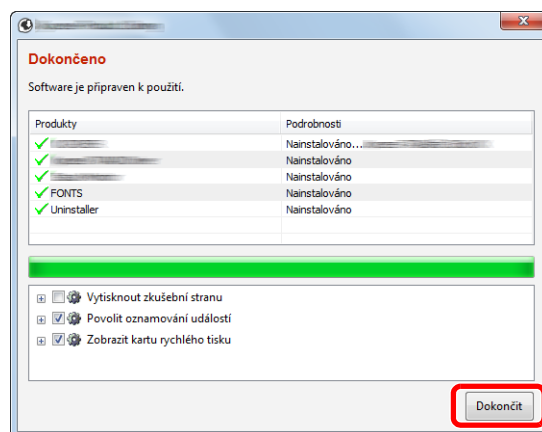 Dokončeno
Software je připraven k použití.
Produkty Podrobnosti
Nainstalováno...
Nainstalováno
Nainstalováno
FONTS Nainstalováno
Uninstaller Nainstalováno
Vytisknout zkušební stranu
Povolit oznamování událostí
Zobrazit kartu rychlého tisku
Dokončit